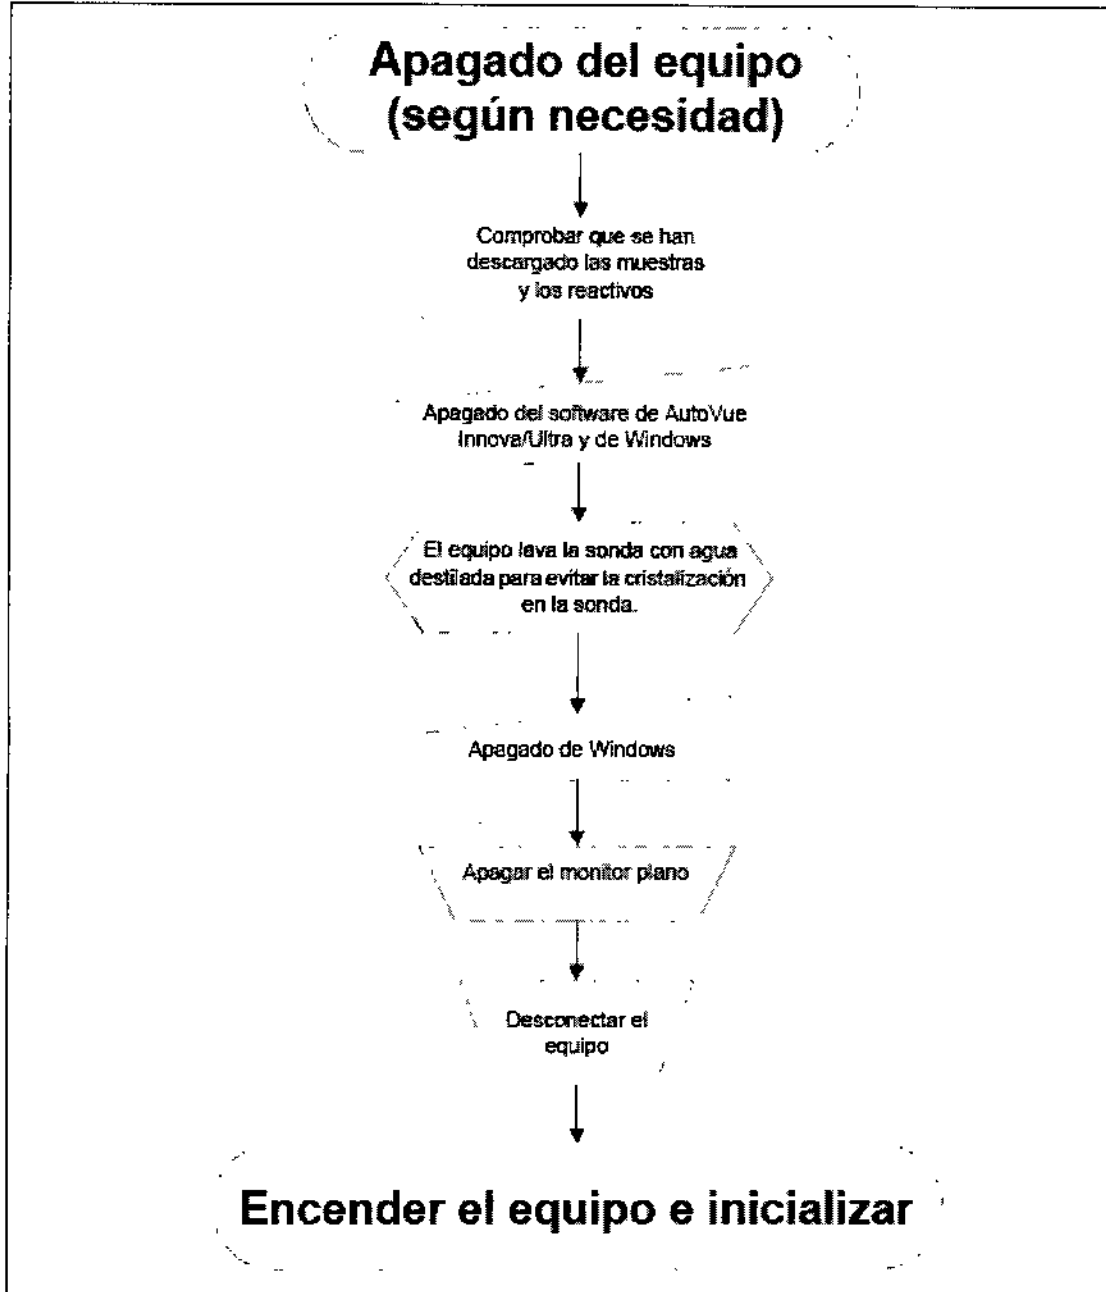 Apagado del equipo
(según necesidad)
Comprobar que se han
descargado las muestras
y los reactivos
Apagado del software de AutoVue
Innova/Ultra y de Windows
El equipo lava la sonda con agua
destilada para evitar la cristalización
en la sonda.
Apagado de Windows
Apagar el monitor plano
Desconectar el
equipo
Encender el equipo e inicializar